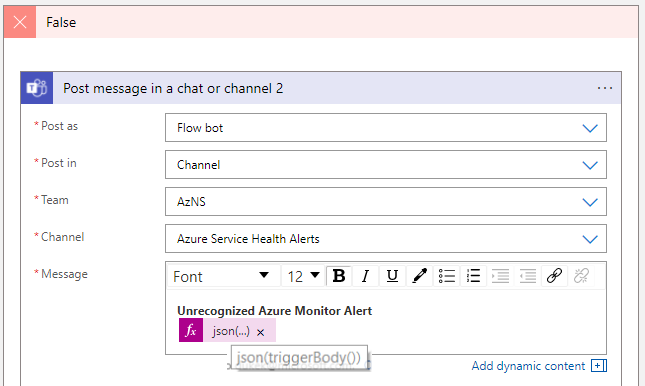 False
Post message in a chat or channel 2
* Post as
Flow bot
* Post in
Channel
* Team
AzNS
* Channel
Azure Service Health Alerts
* Message
Font 12 B I U
Unrecognized Azure Monitor Alert
fx json(...) x
json(triggerBody())
Add dynamic content